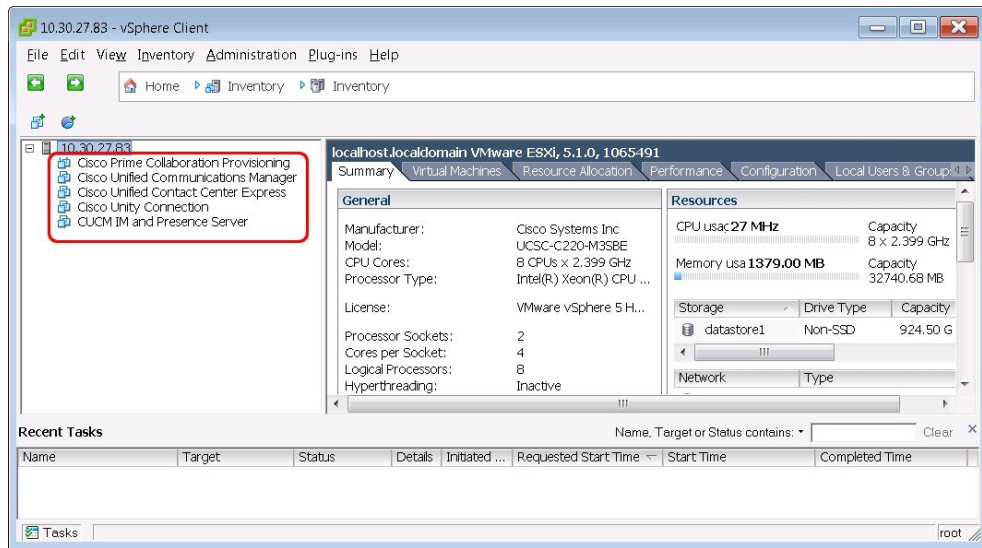 10.30.27.83 - vSphere Client
File Edit View Inventory Administration Plug-ins Help
Home Inventory Inventory
10.30.27.83
Cisco Prime Collaboration Provisioning
Cisco Unified Communications Manager
Cisco Unified Contact Center Express
Cisco Unity Connection
CUCM IM and Presence Server
localhost.localdomain VMware ESXi, 5.1.0, 1065491
Summary Virtual Machines Resource Allocation Performance Configuration Local Users & Group
General
Manufacturer: Cisco Systems Inc
Model: UCSC-C220-M3SBE
CPU Cores: 8 CPUs x 2.399 GHz
Processor Type: Intel(R) Xeon(R) CPU ...
License: VMware vSphere 5 H...
Processor Sockets: 2
Cores per Socket: 4
Logical Processors: 8
Hyperthreading: Inactive
Resources
CPU usag 27 MHz Capacity
8 x 2.399 GHz
Memory usa 1379.00 MB Capacity
32740.68 MB
Storage Drive Type Capacity
datastore1 Non-SSD 924.50 G
Network Type
Recent Tasks Name, Target or Status contains: Clear
Name Target Status Details Initiated ... Requested Start Time Start Time Completed Time
Tasks root